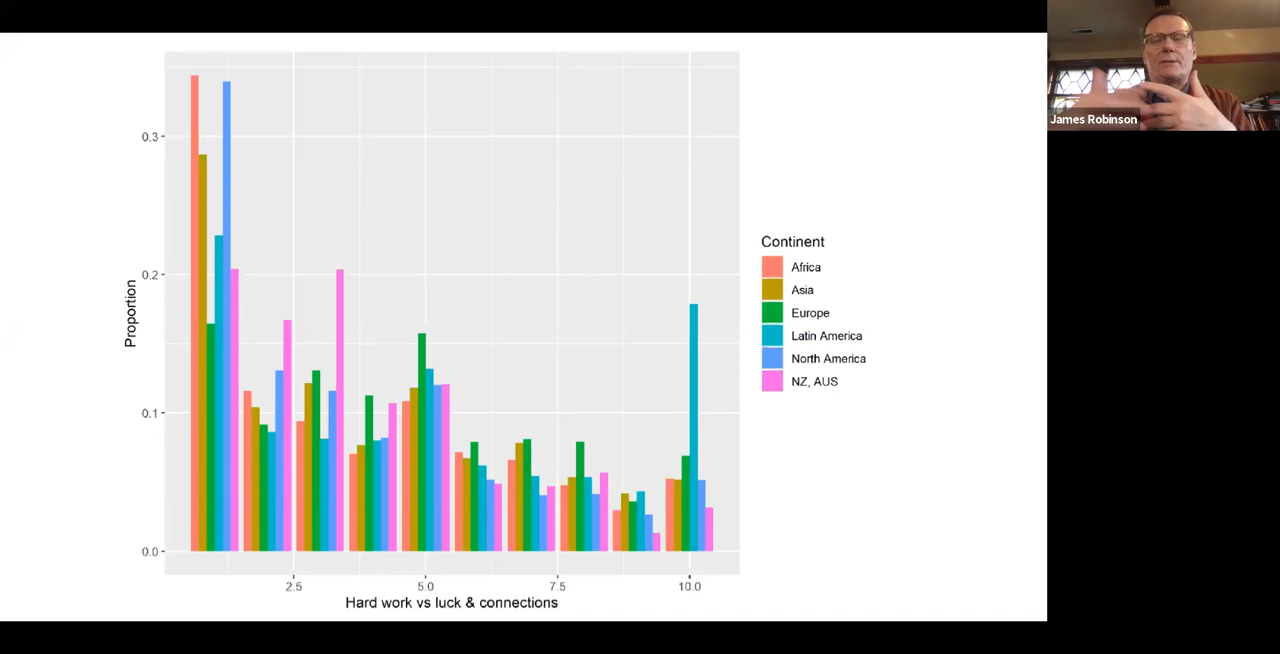 James Robinson
0.3
0.2
0.1
0.0
Proportion
2.5
5.0
7.5
10.0
Hard work vs luck & connections
Continent
Africa
Asia
Europe
Latin America
North America
NZ, AUS